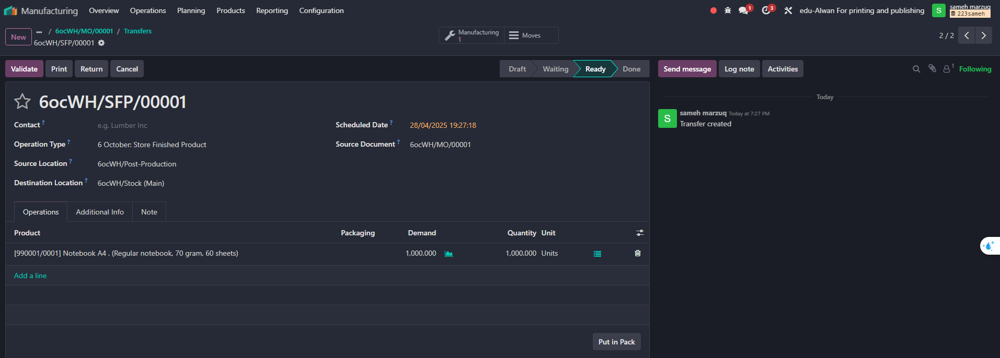 Manufacturing Overview Operations Planning Products Reporting Configuration 1 3 edu-Alwan For printing and publishing S sameh marzuq
223sameh
New ... / 6ocWH/MO/00001 / Transfers
6ocWH/SFP/00001
Manufacturing
1
Moves
2 / 2
Validate Print Return Cancel Draft Waiting Ready Done Send message Log note Activities 1 Following
6ocWH/SFP/00001
Contact ? e.g. Lumber Inc
Operation Type ? 6 October: Store Finished Product
Source Location ? 6ocWH/Post-Production
Destination Location ? 6ocWH/Stock (Main)
Scheduled Date ? 28/04/2025 19:27:18
Source Document ? 6ocWH/MO/00001
Operations Additional Info Note
Product Packaging Demand Quantity Unit
[990001/0001] Notebook A4 . (Regular notebook, 70 gram, 60 sheets) 1,000.000 1,000.000 Units
Add a line
Put in Pack
Today
S
sameh marzuq Today at 7:27 PM
Transfer created